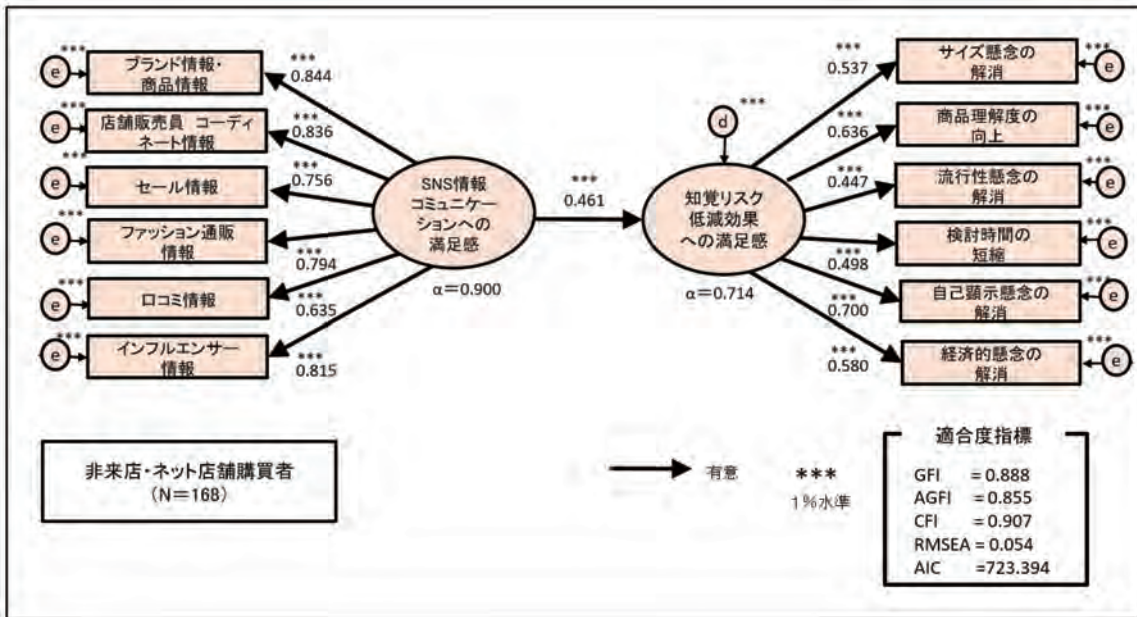 ***
e
ブランド情報・
商品情報
***
0.844
***
e
店舗販売員 コーディ
ネート情報
***
0.836
***
e
セール情報
***
0.756
***
e
ファッション通販
情報
***
0.794
***
e
口コミ情報
***
0.635
***
e
インフルエンサー
情報
***
0.815
SNS情報
コミュニケー
ションへの
満足感
α=0.900
***
0.461
d
***
知覚リスク
低減効果
への満足感
α=0.714
***
0.537
サイズ懸念の
解消
***
e
***
0.636
商品理解度の
向上
***
e
***
0.447
流行性懸念の
解消
***
e
検討時間の
短縮
***
e
***
0.498
自己顕示懸念の
解消
***
e
***
0.700
経済的懸念の
解消
***
e
***
0.580
非来店・ネット店舗購買者
(N=168)
有意
***
1%水準
適合度指標
GFI = 0.888
AGFI = 0.855
CFI = 0.907
RMSEA = 0.054
AIC =723.394